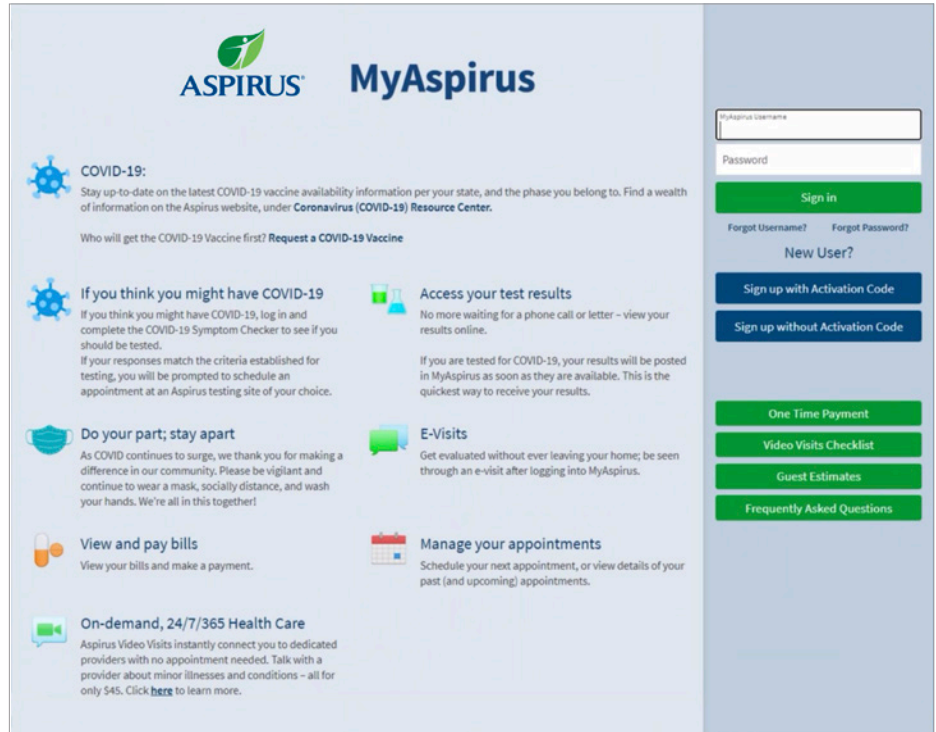 ASPIRUS
MyAspirus
COVID-19:
Stay up-to-date on the latest COVID-19 vaccine availability information per your state, and the phase you belong to. Find a wealth
of information on the Aspirus website, under Coronavirus (COVID-19) Resource Center.
Who will get the COVID-19 Vaccine first? Request a COVID-19 Vaccine
If you think you might have COVID-19
If you think you might have COVID-19, log in and
complete the COVID-19 Symptom Checker to see if you
should be tested.
If your responses match the criteria established for
testing, you will be prompted to schedule an
appointment at an Aspirus testing site of your choice.
Access your test results
No more waiting for a phone call or letter – view your
results online.
If you are tested for COVID-19, your results will be posted
in MyAspirus as soon as they are available. This is the
quickest way to receive your results.
Do your part; stay apart
As COVID continues to surge, we thank you for making a
difference in our community. Please be vigilant and
continue to wear a mask, socially distance, and wash
your hands. We're all in this together!
E-Visits
Get evaluated without ever leaving your home; be seen
through an e-visit after logging into MyAspirus.
View and pay bills
View your bills and make a payment.
Manage your appointments
Schedule your next appointment, or view details of your
past (and upcoming) appointments.
On-demand, 24/7/365 Health Care
Aspirus Video Visits instantly connect you to dedicated
providers with no appointment needed. Talk with a
provider about minor illnesses and conditions – all for
only $45. Click here to learn more.
MyAspirus Username
Password
Sign in
Forgot Username? Forgot Password?
New User?
Sign up with Activation Code
Sign up without Activation Code
One Time Payment
Video Visits Checklist
Guest Estimates
Frequently Asked Questions